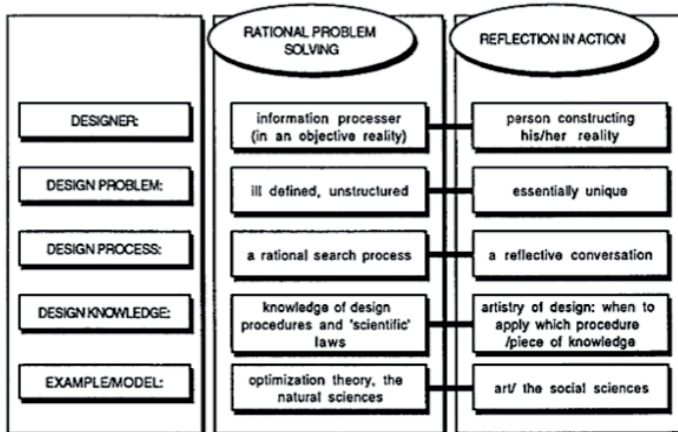 RATIONAL PROBLEM
SOLVING
REFLECTION IN ACTION
DESIGNER:
information processer
(in an objective reality)
person constructing
his/her reality
DESIGN PROBLEM:
ill defined, unstructured
essentially unique
DESIGN PROCESS:
a rational search process
a reflective conversation
DESIGN KNOWLEDGE:
knowledge of design
procedures and 'scientific'
laws
artistry of design: when to
apply which procedure
/piece of knowledge
EXAMPLE/MODEL:
optimization theory, the
natural sciences
art/ the social sciences